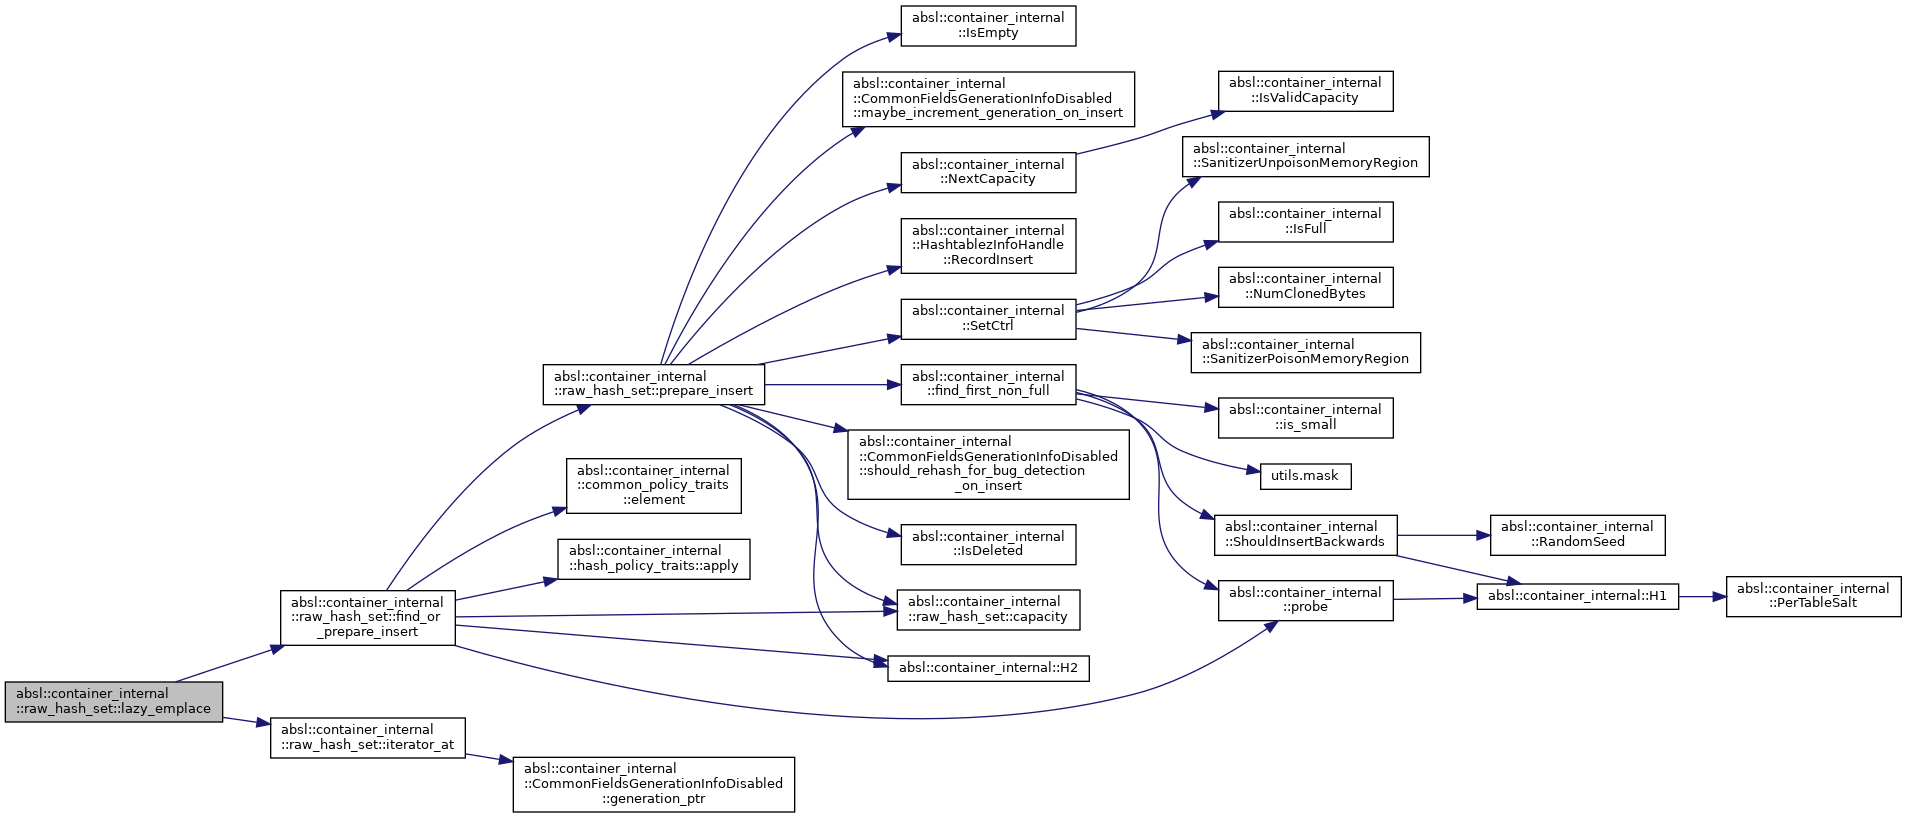 absl::container_internal
::IsEmpty
absl::container_internal
::CommonFieldsGenerationInfoDisabled
::maybe_increment_generation_on_insert
absl::container_internal
::IsValidCapacity
absl::container_internal
::SanitizerUnpoisonMemoryRegion
absl::container_internal
::NextCapacity
absl::container_internal
::IsFull
absl::container_internal
::HashtablezInfoHandle
::RecordInsert
absl::container_internal
::NumClonedBytes
absl::container_internal
::SetCtrl
absl::container_internal
::SanitizerPoisonMemoryRegion
absl::container_internal
::raw_hash_set::prepare_insert
absl::container_internal
::find_first_non_full
absl::container_internal
::is_small
absl::container_internal
::CommonFieldsGenerationInfoDisabled
::should_rehash_for_bug_detection
_on_insert
absl::container_internal
::common_policy_traits
::element
utils.mask
absl::container_internal
::ShouldInsertBackwards
absl::container_internal
::RandomSeed
absl::container_internal
::IsDeleted
absl::container_internal
::hash_policy_traits::apply
absl::container_internal
::raw_hash_set::find_or
_prepare_insert
absl::container_internal
::raw_hash_set::capacity
absl::container_internal
::probe
absl::container_internal::H1
absl::container_internal
::PerTableSalt
absl::container_internal::H2
absl::container_internal
::raw_hash_set::lazy_emplace
absl::container_internal
::raw_hash_set::iterator_at
absl::container_internal
::CommonFieldsGenerationInfoDisabled
::generation_ptr